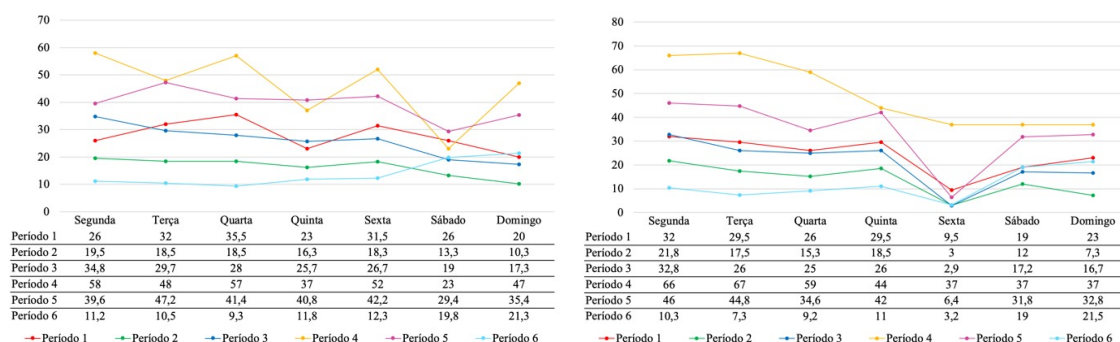 70
60
50
40
30
20
10
0
Segunda Terça Quarta Quinta Sexta Sábado Domingo
Período 1 26 32 35,5 23 31,5 26 20
Período 2 19,5 18,5 18,5 16,3 18,3 13,3 10,3
Período 3 34,8 29,7 28 25,7 26,7 19 17,3
Período 4 58 48 57 37 52 23 47
Período 5 39,6 47,2 41,4 40,8 42,2 29,4 35,4
Período 6 11,2 10,5 9,3 11,8 12,3 19,8 21,3
Período 1 Período 2 Período 3 Período 4 Período 5 Período 6
80
70
60
50
40
30
20
10
0
Segunda Terça Quarta Quinta Sexta Sábado Domingo
Período 1 32 29,5 26 29,5 9,5 19 23
Período 2 21,8 17,5 15,3 18,5 3 12 7,3
Período 3 32,8 26 25 26 2,9 17,2 16,7
Período 4 66 67 59 44 37 37 37
Período 5 46 44,8 34,6 42 6,4 31,8 32,8
Período 6 10,3 7,3 9,2 11 3,2 19 21,5
Período 1 Período 2 Período 3 Período 4 Período 5 Período 6